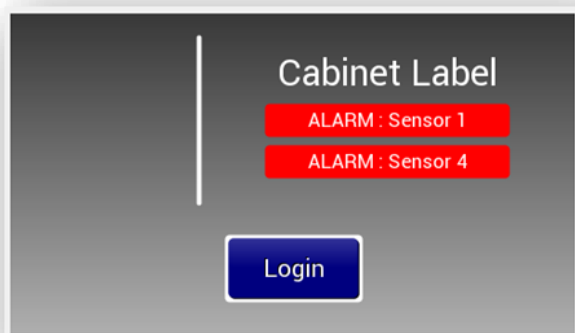 Cabinet Label
ALARM : Sensor 1
ALARM : Sensor 4
Login